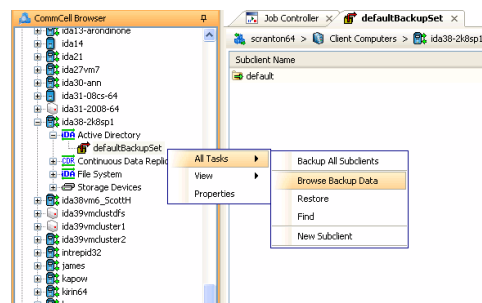 CommCell Browser
ida13-arondinone
ida14
ida21
ida27vm7
ida30-ann
ida31-08cs-64
ida31-2008-64
ida38-2k8sp1
iDA Active Directory
defaultBackupSet
CDR Continuous Data Replic
iDA File System
Storage Devices
ida38vm6_ScottH
ida39vmclustdfs
ida39vmcluster1
ida39vmcluster2
intrepid32
james
kapow
kirin64
Job Controller
defaultBackupSet
scranton64 > Client Computers > ida38-2k8sp1
Subclient Name
default
All Tasks
View
Properties
Backup All Subclients
Browse Backup Data
Restore
Find
New Subclient